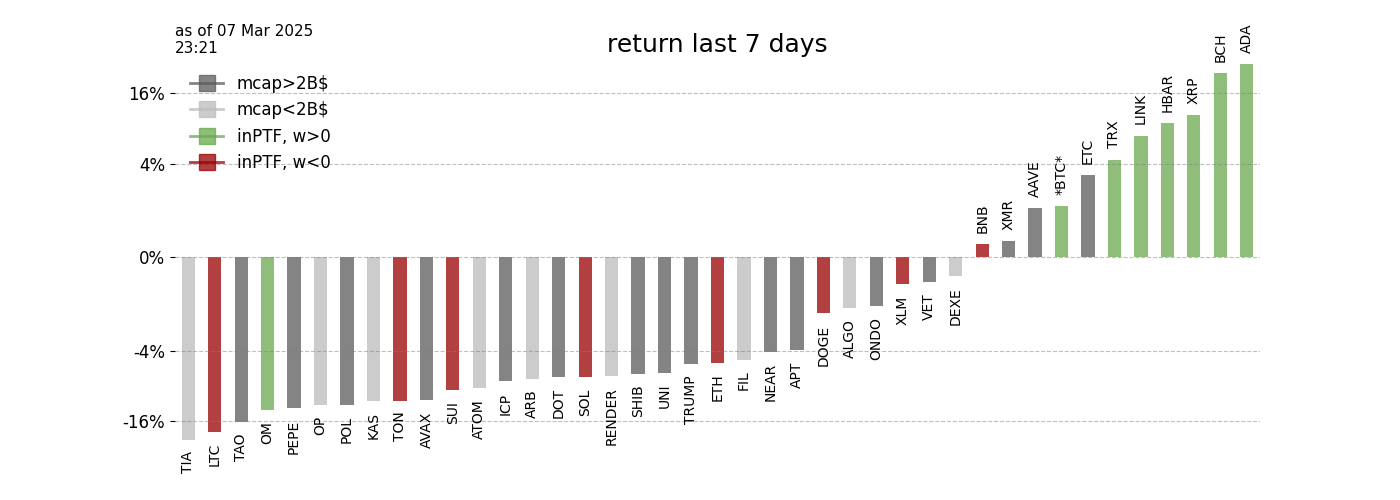 as of 07 Mar 2025
23:21
return last 7 days
mcap>2B$
mcap<2B$
inPTF, w>0
inPTF, w<0
16%
4%
0%
-4%
-16%
TIA
LTC
TAO
OM
PEPE
OP
POL
KAS
TON
AVAX
SUI
ATOM
ICP
ARB
DOT
SOL
RENDER
SHIB
UNI
TRUMP
ETH
FIL
NEAR
APT
DOGE
ALGO
ONDO
XLM
VET
DEXE
BNB
XMR
AAVE
*BTC*
ETC
TRX
LINK
HBAR
XRP
BCH
ADA